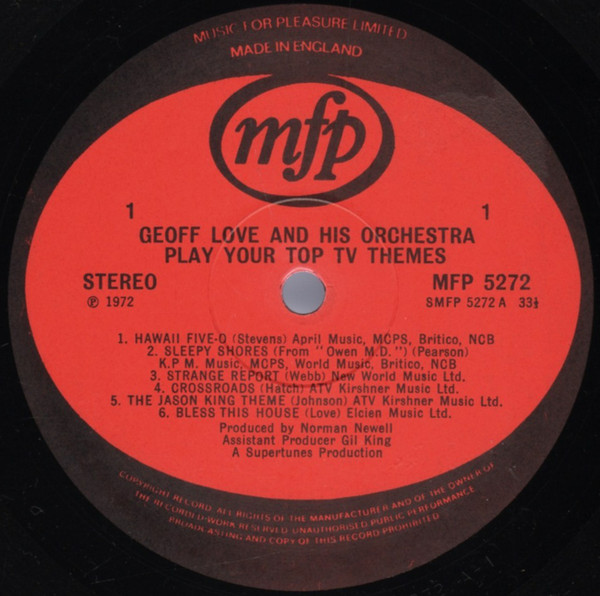 MUSIC FOR PLEASURE LIMITED
MADE IN ENGLAND
mfp
1 1
GEOFF LOVE AND HIS ORCHESTRA
PLAY YOUR TOP TV THEMES
STEREO MFP 5272
℗ 1972 SMFP 5272 A 33⅓
1. HAWAII FIVE-O (Stevens) April Music, MCPS, Britico, NCB
2. SLEEPY SHORES (From "Owen M.D.") (Pearson)
K.P.M. Music, MCPS, World Music, Britico, NCB
3. STRANGE REPORT (Webb) New World Music Ltd.
4. CROSSROADS (Hatch) ATV Kirshner Music Ltd.
5. THE JASON KING THEME (Johnson) ATV Kirshner Music Ltd.
6. BLESS THIS HOUSE (Love) Elcien Music Ltd.
Produced by Norman Newell
Assistant Producer Gil King
A Supertunes Production
COPYRIGHT RECORD. ALL RIGHTS OF THE MANUFACTURER AND OF THE OWNER OF
THE RECORDED WORK RESERVED. UNAUTHORISED PUBLIC PERFORMANCE
BROADCASTING AND COPY OF THIS RECORD PROHIBITED